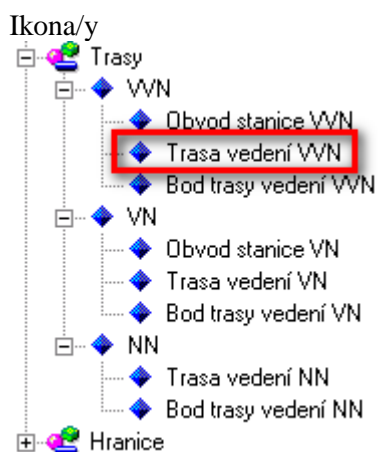 Ikona/y
Trasy
VVN
Obvod stanice VVN
Trasa vedení VVN
Bod trasy vedení VVN
VN
Obvod stanice VN
Trasa vedení VN
Bod trasy vedení VN
NN
Trasa vedení NN
Bod trasy vedení NN
Hranice